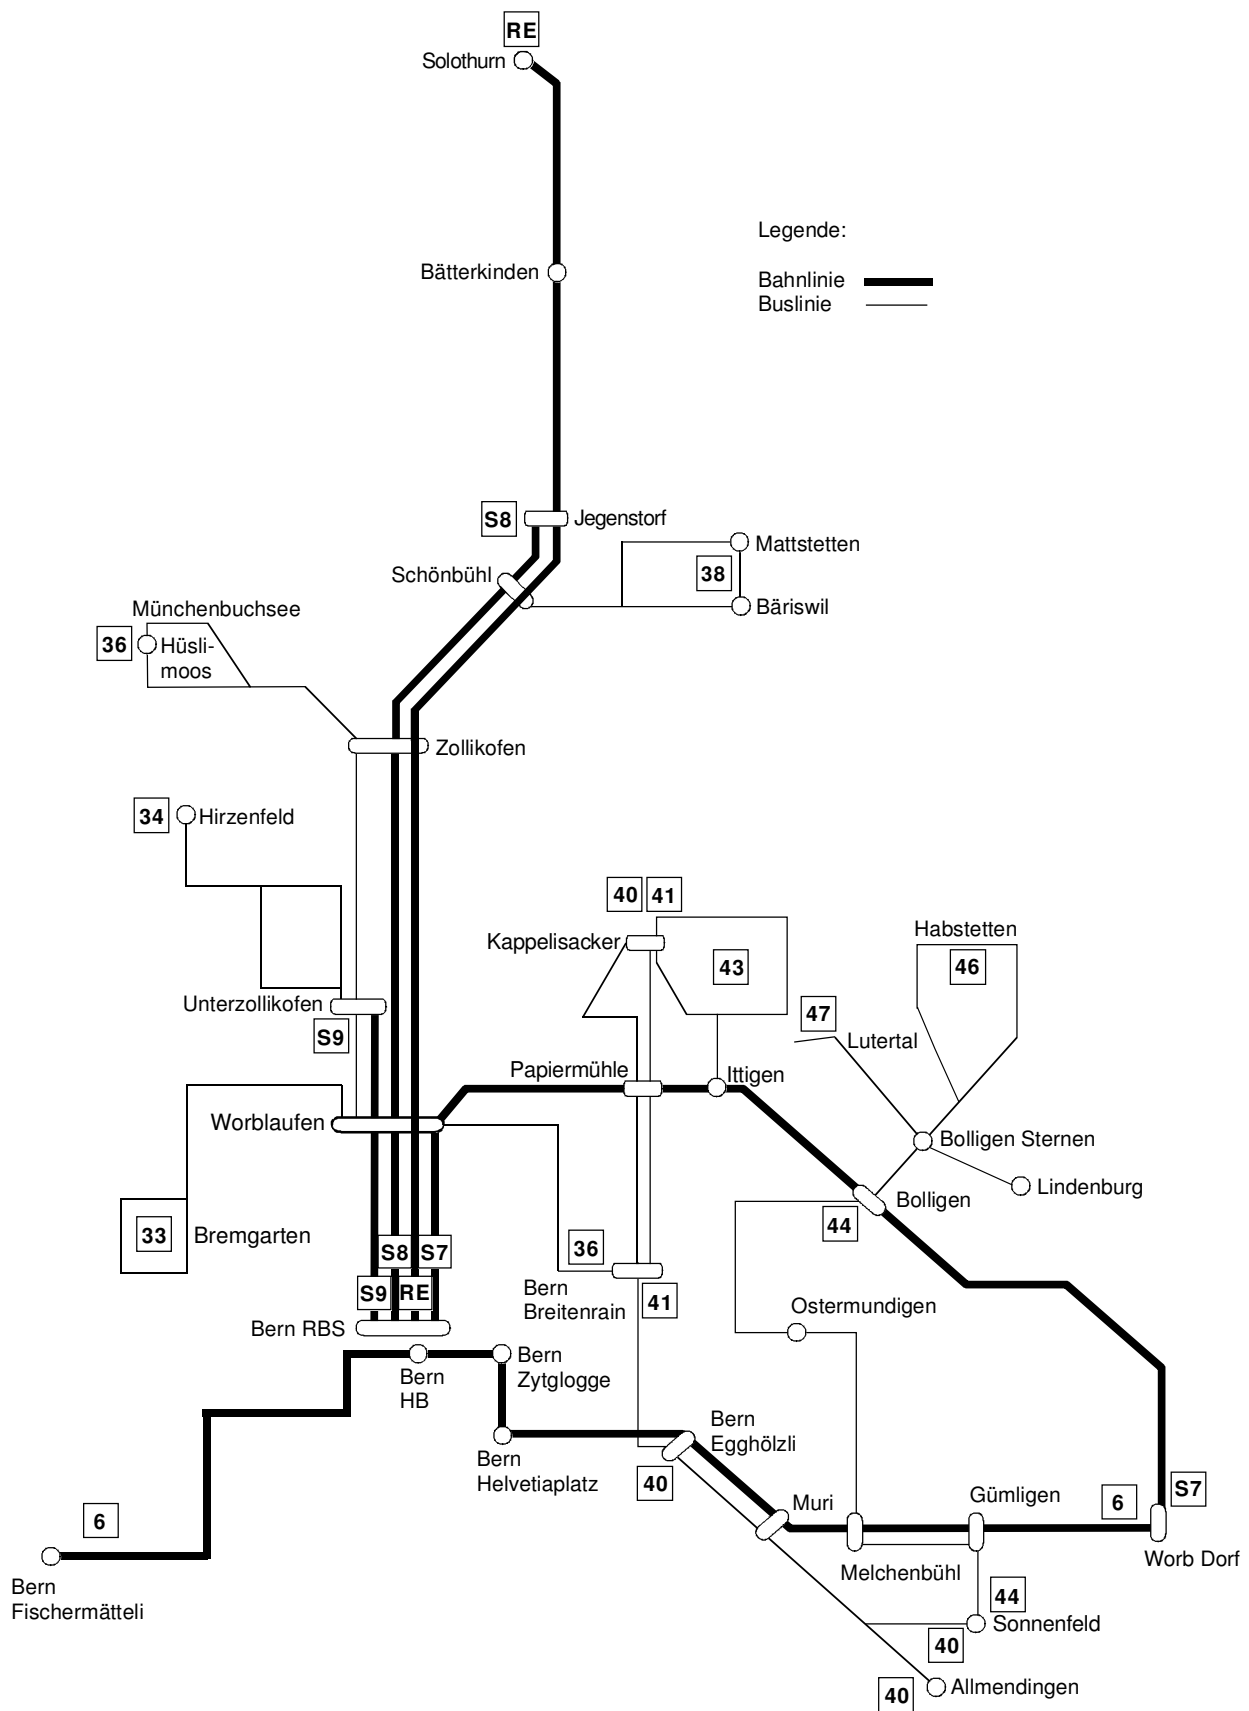 RE
Solothurn
Legende:
Bätterkinden
Bahnlinie
Buslinie
S8
Jegenstorf
Mattstetten
Schönbühl
38
Münchenbuchsee
Bäriswil
36
Hüsli-
moos
Zollikofen
34
Hirzenfeld
40
41
Kappelisacker
Habstetten
43
46
Unterzollikofen
47
S9
Lutertal
Papiermühle
Ittigen
Worblaufen
Bolligen Sternen
Lindenburg
Bolligen
33
Bremgarten
44
S8
S7
36
S9
RE
Bern
Breitenrain
41
Ostermundigen
Bern RBS
Bern
HB
Bern
Zytglogge
Bern
Egghölzli
Bern
Helvetiaplatz
40
Muri
Gümligen
6
S7
6
Melchenbühl
Worb Dorf
Bern
Fischermätteli
44
Sonnenfeld
40
40
Allmendingen